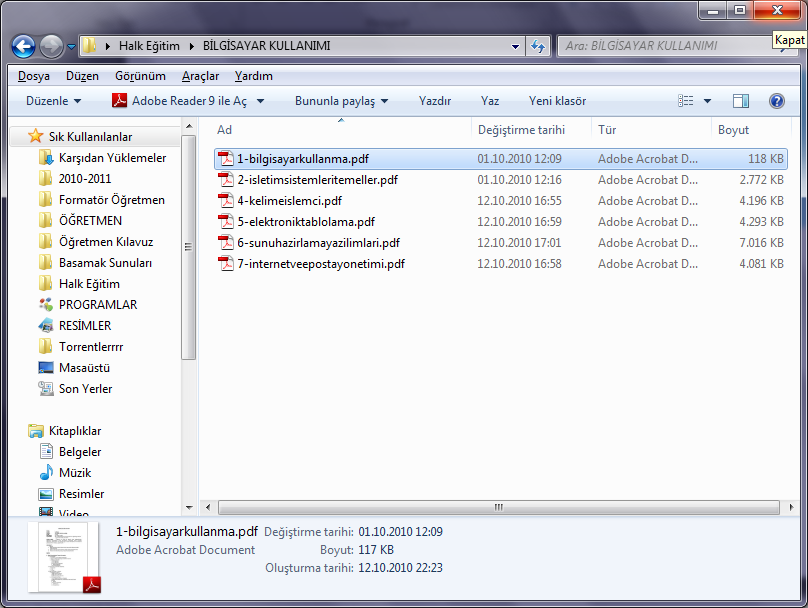 Kapat
Halk Eğitim ▸ BİLGİSAYAR KULLANIMI
Ara: BİLGİSAYAR KULLANIMI
Dosya Düzen Görünüm Araçlar Yardım
Düzenle Adobe Reader 9 ile Aç Bununla paylaş Yazdır Yaz Yeni klasör
Sık Kullanılanlar
Karşıdan Yüklemeler
2010-2011
Formatör Öğretmen
ÖĞRETMEN
Öğretmen Kılavuz
Basamak Sunuları
Halk Eğitim
PROGRAMLAR
RESİMLER
Torrentlerrrr
Masaüstü
Son Yerler
Kitaplıklar
Belgeler
Müzik
Resimler
Video
Ad Değiştirme tarihi Tür Boyut
1-bilgisayarkullanma.pdf 01.10.2010 12:09 Adobe Acrobat D... 118 KB
2-isletimsistemleritemeller.pdf 01.10.2010 12:16 Adobe Acrobat D... 2.772 KB
4-kelimeislemci.pdf 12.10.2010 16:55 Adobe Acrobat D... 4.196 KB
5-elektroniktablolama.pdf 12.10.2010 16:59 Adobe Acrobat D... 4.293 KB
6-sunuhazirlamayazilimlari.pdf 12.10.2010 17:01 Adobe Acrobat D... 7.016 KB
7-internetveepostayonetimi.pdf 12.10.2010 16:58 Adobe Acrobat D... 4.081 KB
1-bilgisayarkullanma.pdf Değiştirme tarihi: 01.10.2010 12:09
Adobe Acrobat Document Boyut: 117 KB
Oluşturma tarihi: 12.10.2010 22:23